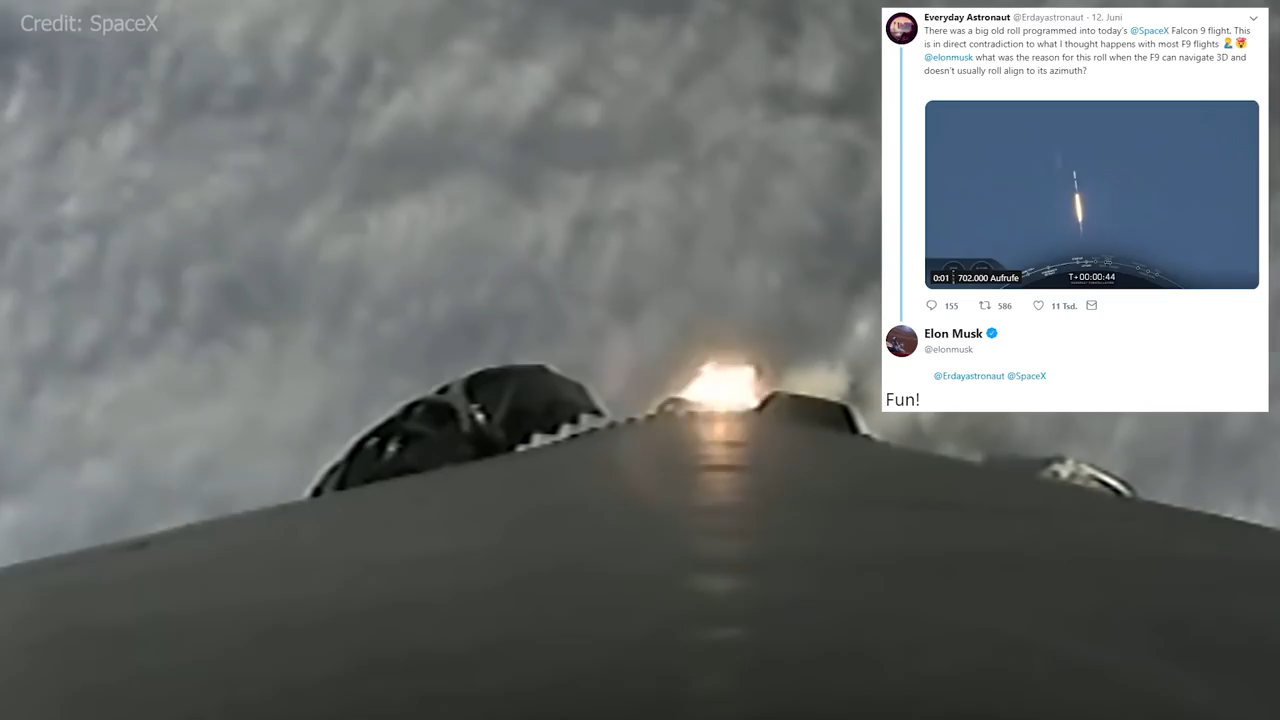 Credit: SpaceX
Everyday Astronaut @Erdayastronaut · 12. Juni
There was a big old roll programmed into today's @SpaceX Falcon 9 flight. This
is in direct contradiction to what I thought happens with most F9 flights 🤦‍♂️🤯
@elonmusk what was the reason for this roll when the F9 can navigate 3D and
doesn't usually roll align to its azimuth?
T+00:00:44
0:01 702.000 Aufrufe
155 586 11 Tsd.
Elon Musk
@elonmusk
@Erdayastronaut @SpaceX
Fun!